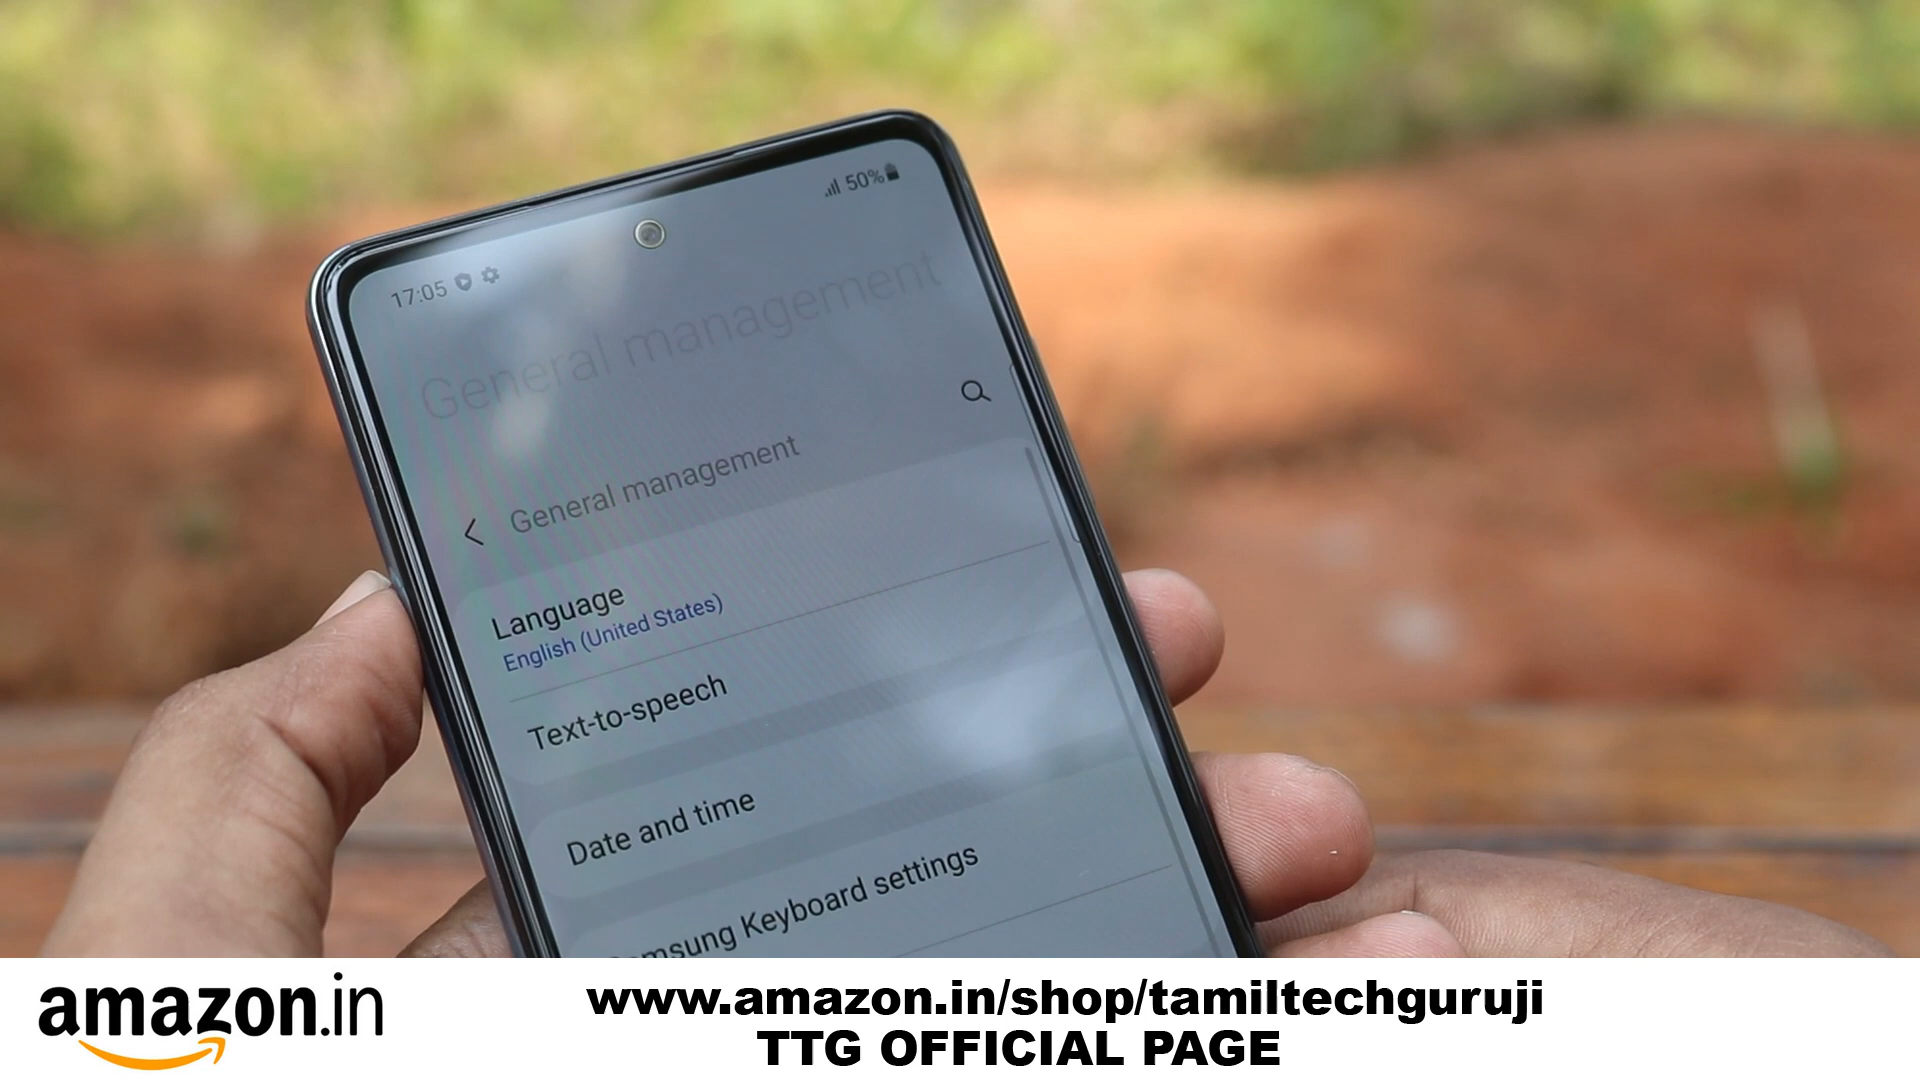 17:05
50%
General management
General management
Language
English (United States)
Text-to-speech
Date and time
Samsung Keyboard settings
amazon.in
www.amazon.in/shop/tamiltechguruji
TTG OFFICIAL PAGE